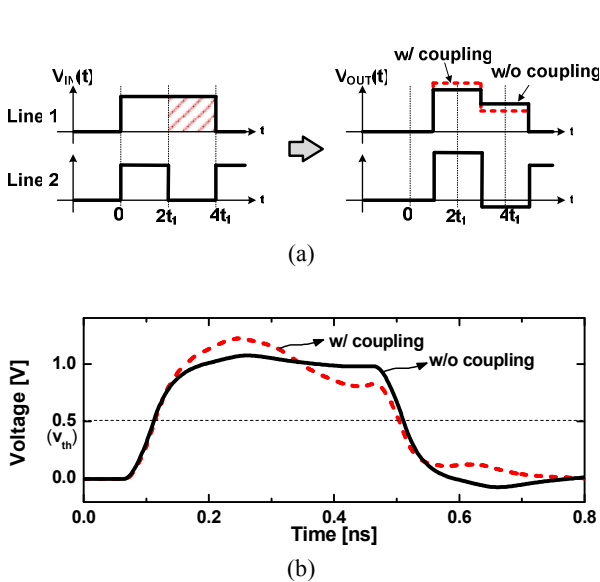 w/ coupling
V_IN(t)
V_OUT(t)
w/o coupling
Line 1
t
t
Line 2
t
t
0
2t₁
4t₁
0
2t₁
4t₁
(a)
w/ coupling
w/o coupling
1.0
0.5
(v_th)
0.0
Voltage [V]
0.0
0.2
0.4
0.6
0.8
Time [ns]
(b)